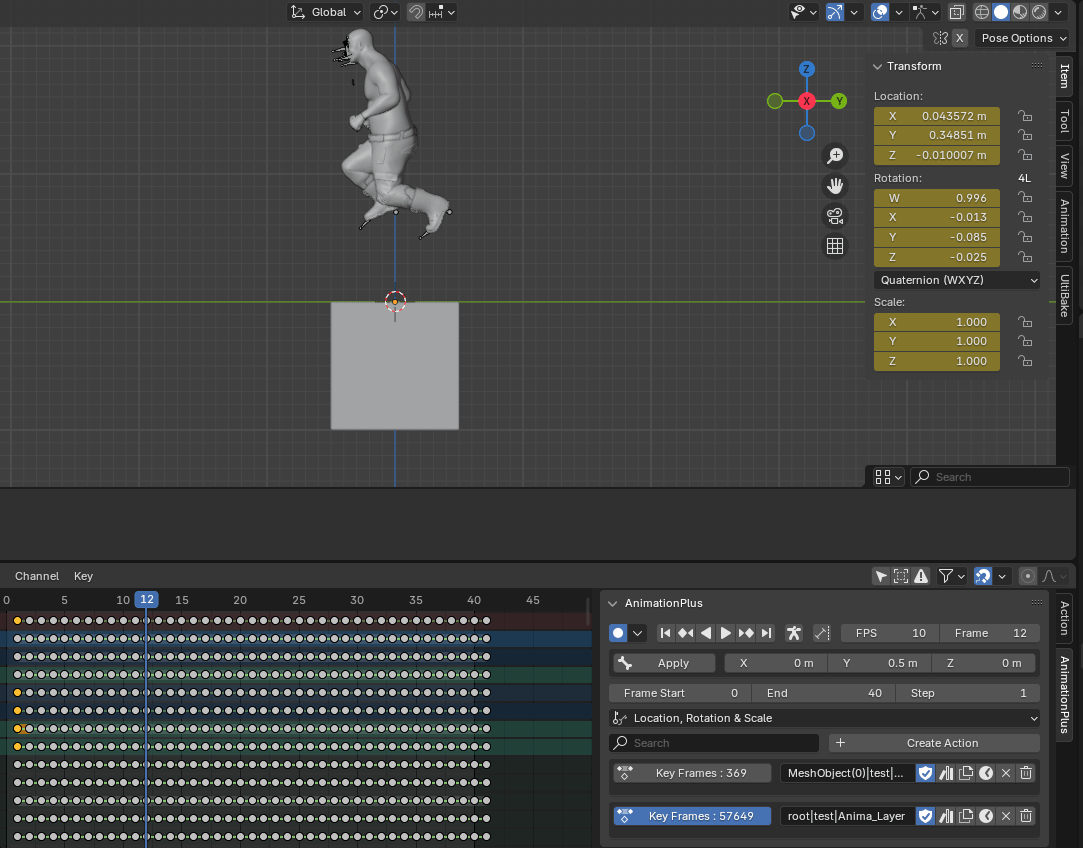 Global
X Pose Options
Transform
Item
Tool
View
Animation
UltiBake
Z
X
Y
Location:
X 0.043572 m
Y 0.34851 m
Z -0.010007 m
Rotation: 4L
W 0.996
X -0.013
Y -0.085
Z -0.025
Quaternion (WXYZ)
Scale:
X 1.000
Y 1.000
Z 1.000
Search
Channel Key
0 5 10 12 15 20 25 30 35 40 45
AnimationPlus
Action
AnimationPlus
FPS 10 Frame 12
Apply X 0 m Y 0.5 m Z 0 m
Frame Start 0 End 40 Step 1
Location, Rotation & Scale
Search + Create Action
Key Frames : 369 MeshObject(0)|test|...
Key Frames : 57649 root|test|Anima_Layer